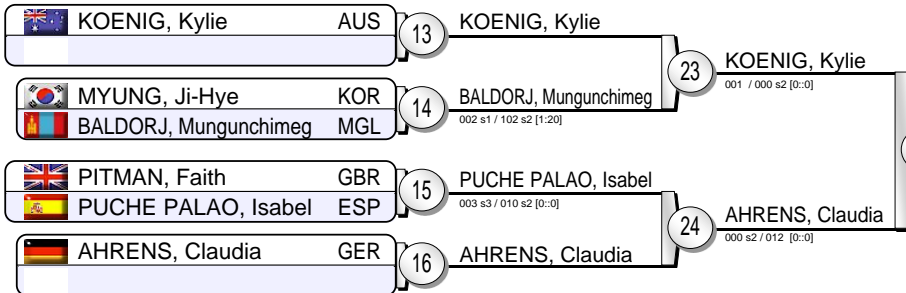 KOENIG, Kylie AUS
13
KOENIG, Kylie
MYUNG, Ji-Hye KOR
BALDORJ, Mungunchimeg MGL
14
BALDORJ, Mungunchimeg
002 s1 / 102 s2 [1:20]
23
KOENIG, Kylie
001 / 000 s2 [0::0]
PITMAN, Faith GBR
PUCHE PALAO, Isabel ESP
15
PUCHE PALAO, Isabel
003 s3 / 010 s2 [0::0]
AHRENS, Claudia GER
16
AHRENS, Claudia
24
AHRENS, Claudia
000 s2 / 012 [0::0]